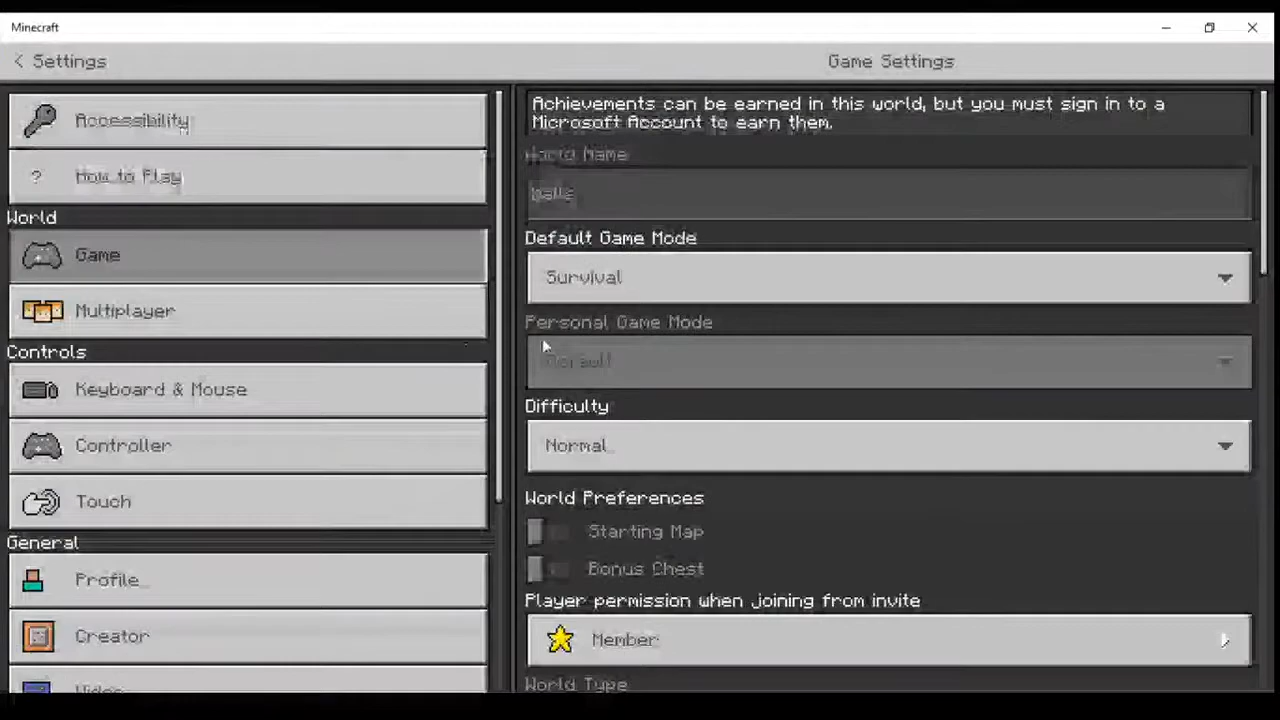 Minecraft
Settings
Game Settings
Accessibility
How to Play
World
Game
Multiplayer
Controls
Keyboard & Mouse
Controller
Touch
General
Profile
Creator
Video
Achievements can be earned in this world, but you must sign in to a
Microsoft Account to earn them.
World Name
Default Game Mode
Survival
Personal Game Mode
Default
Difficulty
Normal
World Preferences
Starting Map
Bonus Chest
Player permission when joining from invite
Member
World Type